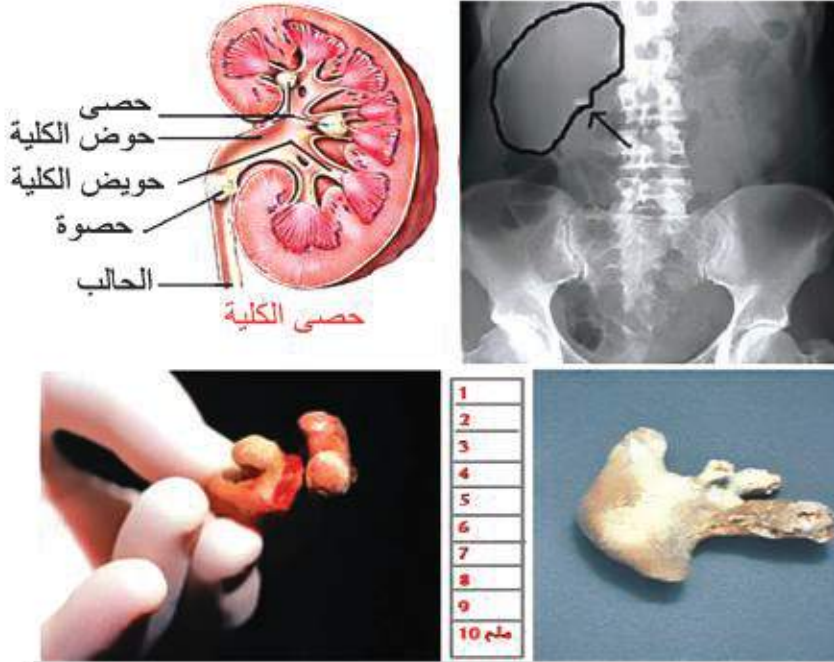 حصى
حوض الكلية
حويض الكلية
حصوة
الحالب
حصى الكلية
1
2
3
4
5
6
7
8
9
10 ملم